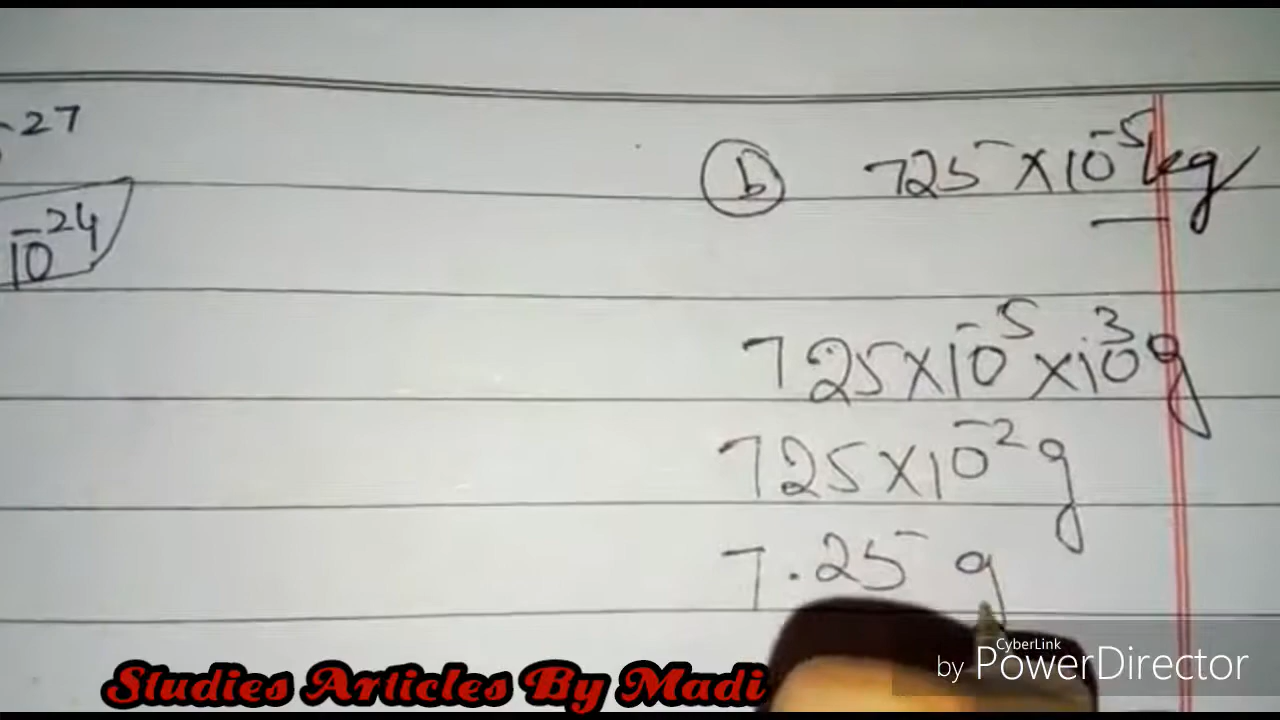 -27
10^24
(b) 725 × 10^-5 kg
725 × 10^-5 × 10^3 g
725 × 10^-2 g
7.25 g
Studies Articles By Madi
CyberLink
by PowerDirector